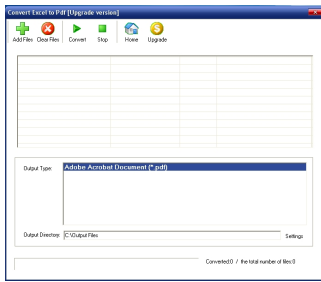 Convert Excel to Pdf [Upgrade version]
Add Files Clear Files Convert Stop Home Upgrade
Output Type: Adobe Acrobat Document (*.pdf)
Output Directory: C:\Output Files Settings
Converted:0 / the total number of files:0